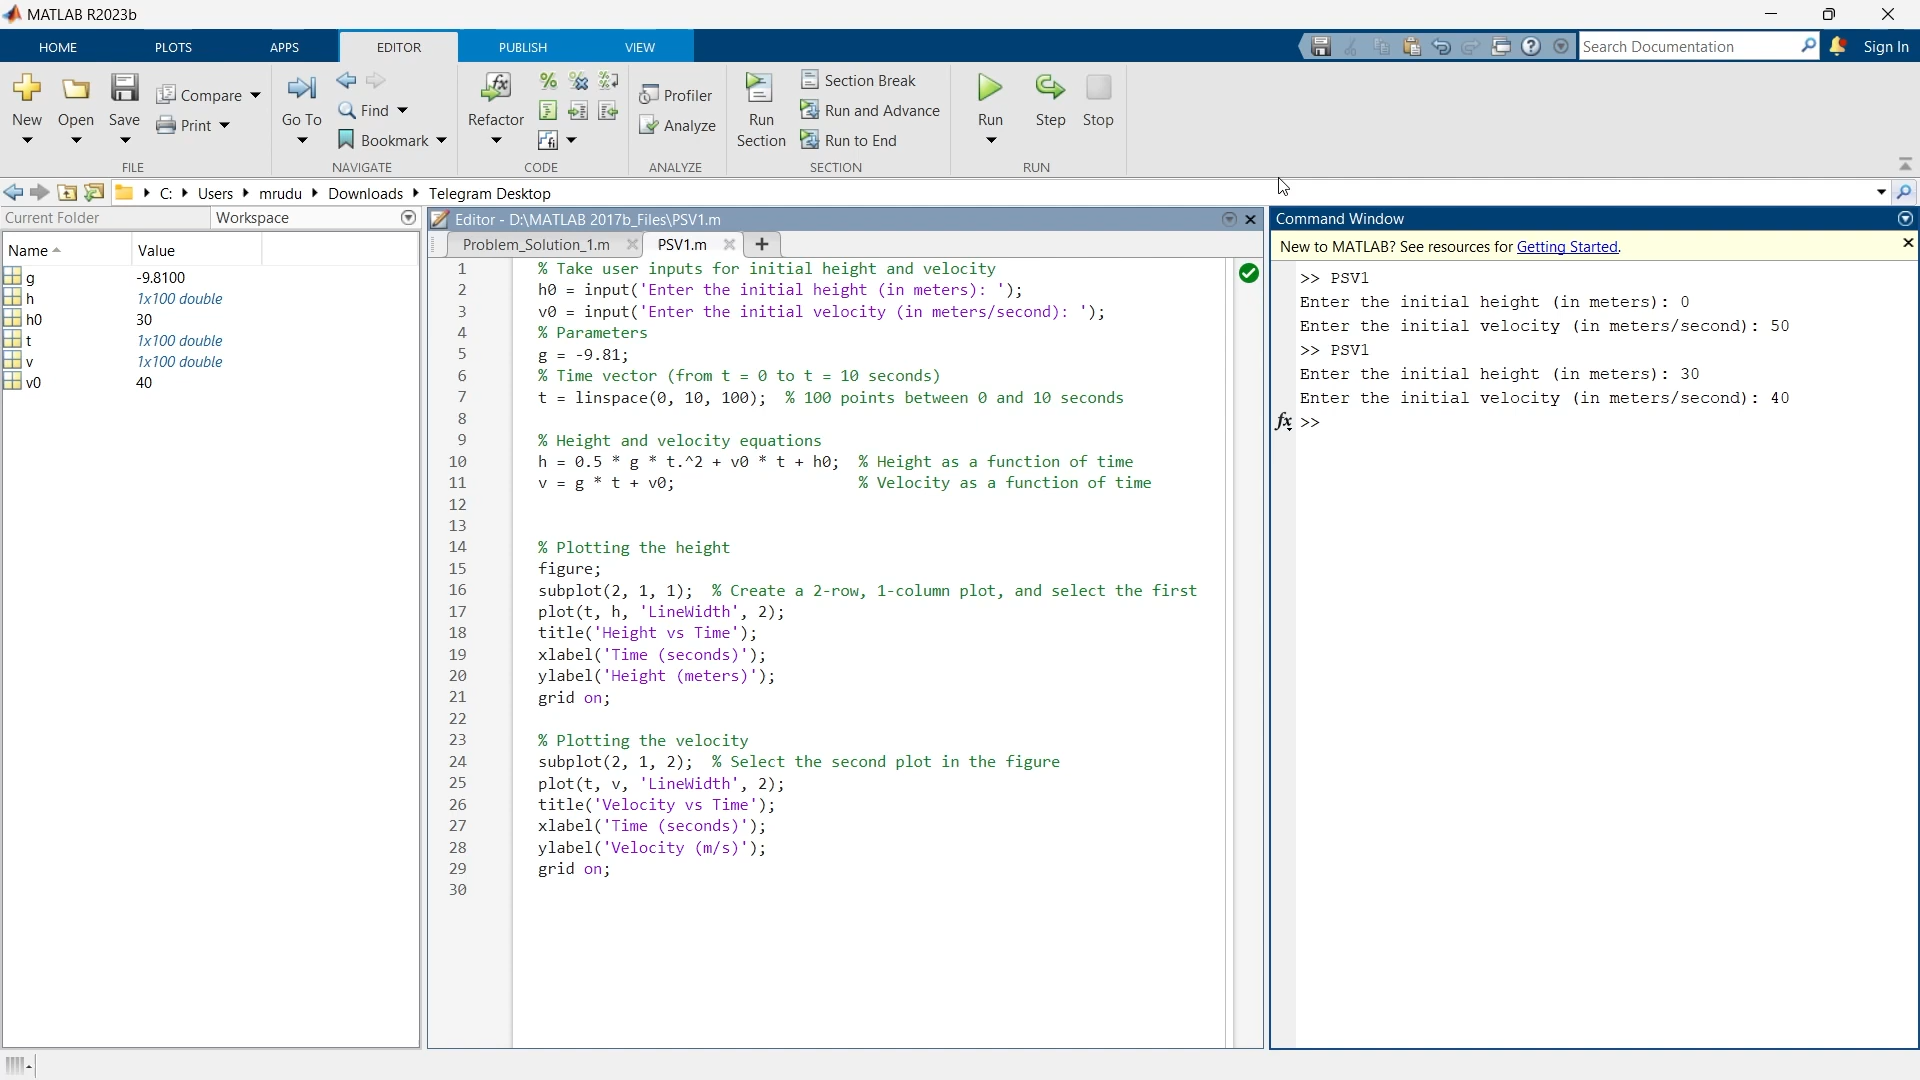 MATLAB R2023b
HOME PLOTS APPS EDITOR PUBLISH VIEW
Search Documentation Sign In
New Open Save Compare Print
FILE
Go To Find Bookmark
NAVIGATE
Refactor
CODE
Profiler
Analyze
ANALYZE
Run Section
Section Break
Run and Advance
Run to End
SECTION
Run Step Stop
RUN
C: Users mrudu Downloads Telegram Desktop
Current Folder Workspace
Name Value
g -9.8100
h 1x100 double
h0 30
t 1x100 double
v 1x100 double
v0 40
Editor - D:\MATLAB 2017b_Files\PSV1.m
Problem_Solution_1.m PSV1.m
1 % Take user inputs for initial height and velocity
2 h0 = input('Enter the initial height (in meters): ');
3 v0 = input('Enter the initial velocity (in meters/second): ');
4 % Parameters
5 g = -9.81;
6 % Time vector (from t = 0 to t = 10 seconds)
7 t = linspace(0, 10, 100); % 100 points between 0 and 10 seconds
8
9 % Height and velocity equations
10 h = 0.5 * g * t.^2 + v0 * t + h0; % Height as a function of time
11 v = g * t + v0; % Velocity as a function of time
12
13
14 % Plotting the height
15 figure;
16 subplot(2, 1, 1); % Create a 2-row, 1-column plot, and select the first
17 plot(t, h, 'LineWidth', 2);
18 title('Height vs Time');
19 xlabel('Time (seconds)');
20 ylabel('Height (meters)');
21 grid on;
22
23 % Plotting the velocity
24 subplot(2, 1, 2); % Select the second plot in the figure
25 plot(t, v, 'LineWidth', 2);
26 title('Velocity vs Time');
27 xlabel('Time (seconds)');
28 ylabel('Velocity (m/s)');
29 grid on;
30
Command Window
New to MATLAB? See resources for Getting Started.
>> PSV1
Enter the initial height (in meters): 0
Enter the initial velocity (in meters/second): 50
>> PSV1
Enter the initial height (in meters): 30
Enter the initial velocity (in meters/second): 40
fx >>